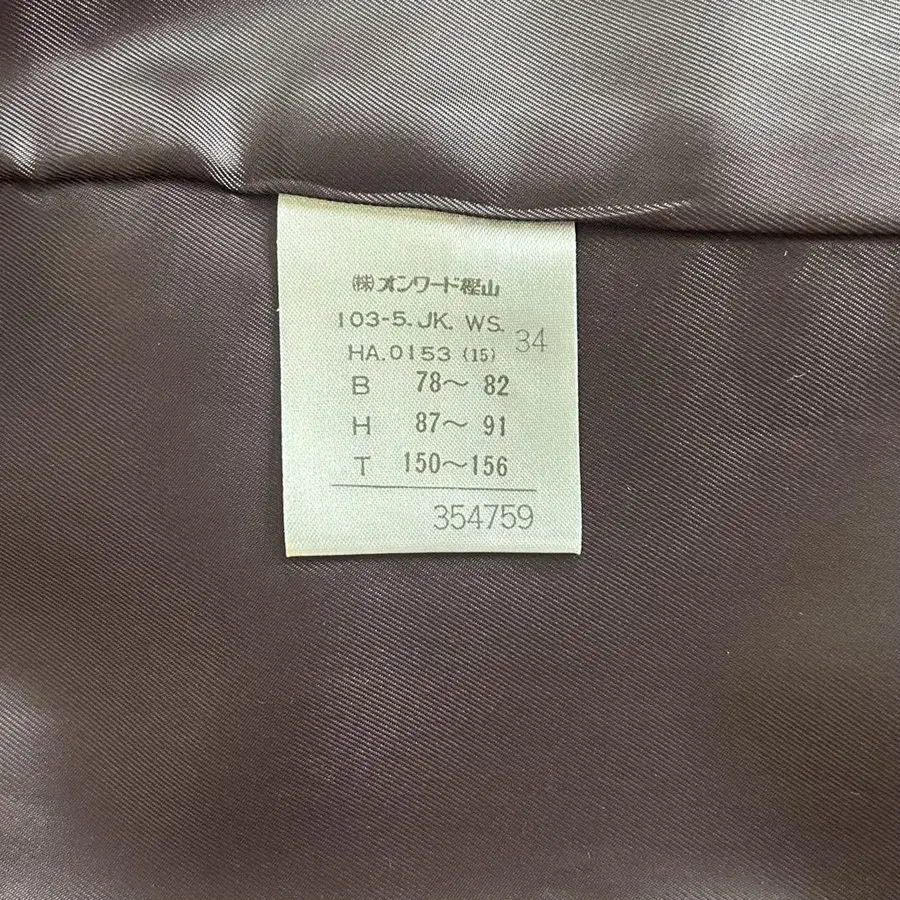 ㈱オンワード樫山
103-5.JK. WS.
HA.0153 (15) 34
B 78～ 82
H 87～ 91
T 150～156
354759